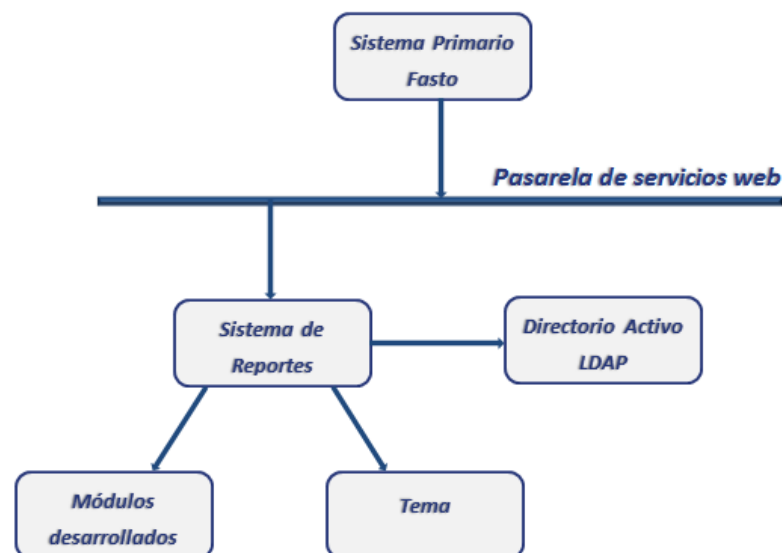 Sistema Primario
Fasto
Pasarela de servicios web
Sistema de
Reportes
Directorio Activo
LDAP
Módulos
desarrollados
Tema